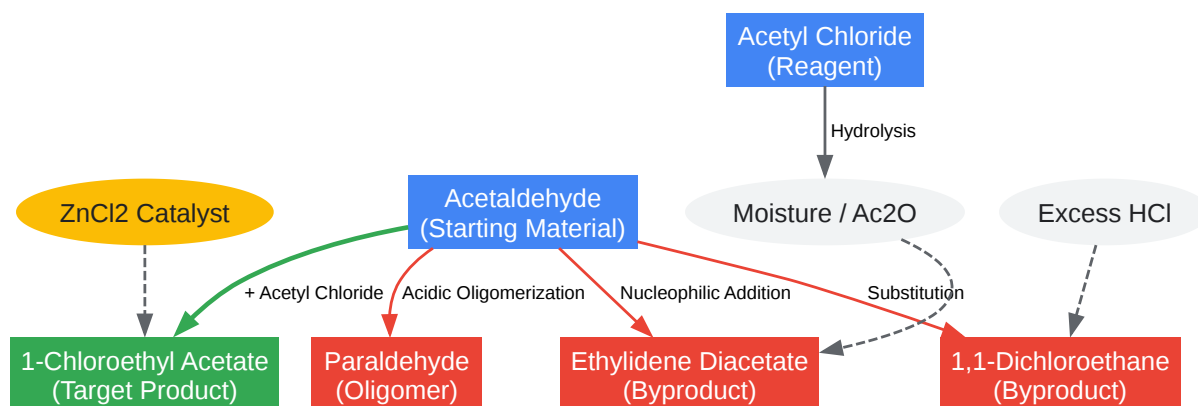 Acetyl Chloride
(Reagent)
Hydrolysis
ZnCl2 Catalyst
Acetaldehyde
(Starting Material)
Moisture / Ac2O
Excess HCl
+ Acetyl Chloride
Acidic Oligomerization
Nucleophilic Addition
Substitution
1-Chloroethyl Acetate
(Target Product)
Paraldehyde
(Oligomer)
Ethylidene Diacetate
(Byproduct)
1,1-Dichloroethane
(Byproduct)